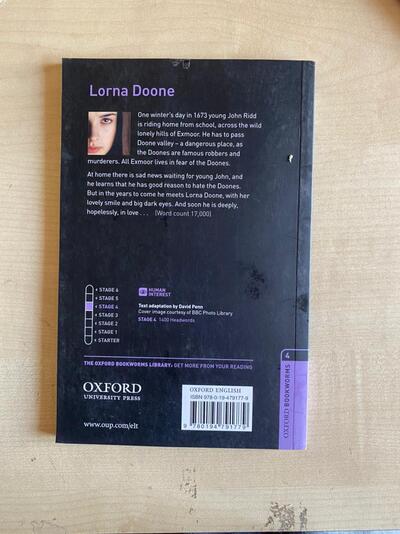 Lorna Doone
One winter's day in 1673 young John Ridd
is riding home from school, across the wild
lonely hills of Exmoor. He has to pass
Doone valley – a dangerous place, as
the Doones are famous robbers and
murderers. All Exmoor lives in fear of the Doones.
At home there is sad news waiting for young John, and
he learns that he has good reason to hate the Doones.
But in the years to come he meets Lorna Doone, with her
lovely smile and big dark eyes. And soon he is deeply,
hopelessly, in love . . . (Word count 17,000)
STAGE 6
STAGE 5
STAGE 4
STAGE 3
STAGE 2
STAGE 1
STARTER
HUMAN
INTEREST
Text adaptation by David Penn
Cover image courtesy of BBC Photo Library
STAGE 4 1400 Headwords
THE OXFORD BOOKWORMS LIBRARY: GET MORE FROM YOUR READING
OXFORD
UNIVERSITY PRESS
www.oup.com/elt
OXFORD ENGLISH
ISBN 978-0-19-479177-9
9 780194 791779
4
OXFORD BOOKWORMS